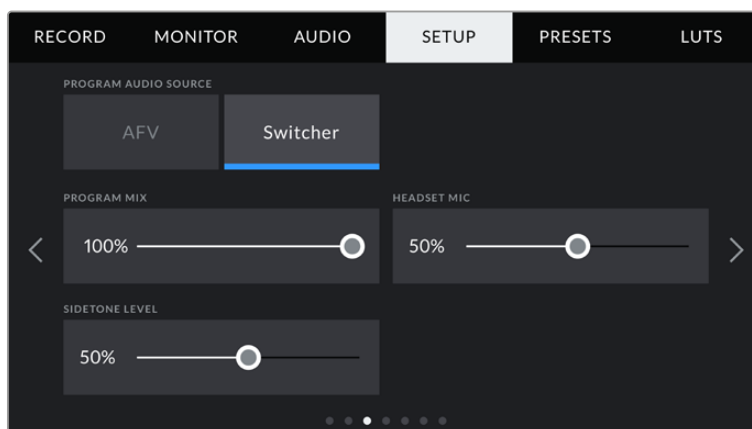 RECORD MONITOR AUDIO SETUP PRESETS LUTS
PROGRAM AUDIO SOURCE
AFV Switcher
PROGRAM MIX HEADSET MIC
100% 50%
SIDETONE LEVEL
50%